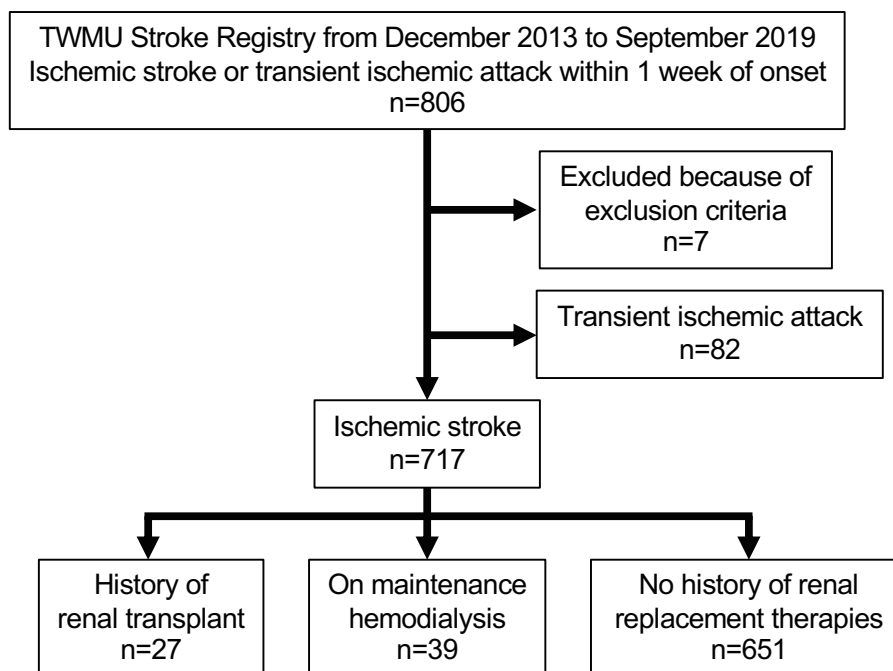 TWMU Stroke Registry from December 2013 to September 2019
Ischemic stroke or transient ischemic attack within 1 week of onset
n=806
Excluded because of
exclusion criteria
n=7
Transient ischemic attack
n=82
Ischemic stroke
n=717
History of
renal transplant
n=27
On maintenance
hemodialysis
n=39
No history of renal
replacement therapies
n=651